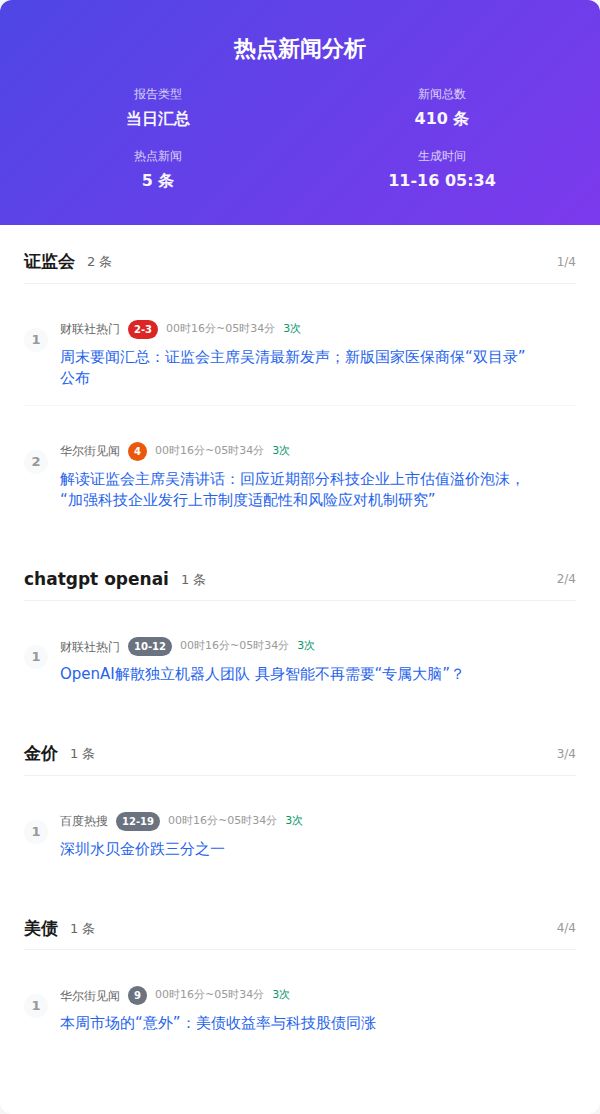 热点新闻分析
报告类型
新闻总数
当日汇总
410 条
热点新闻
生成时间
5 条
11-16 05:34
证监会 2 条 1/4
1 财联社热门 2-3 00时16分~05时34分 3次
周末要闻汇总：证监会主席吴清最新发声；新版国家医保商保“双目录”
公布
2 华尔街见闻 4 00时16分~05时34分 3次
解读证监会主席吴清讲话：回应近期部分科技企业上市估值溢价泡沫，
“加强科技企业发行上市制度适配性和风险应对机制研究”
chatgpt openai 1 条 2/4
1 财联社热门 10-12 00时16分~05时34分 3次
OpenAI解散独立机器人团队 具身智能不再需要“专属大脑”？
金价 1 条 3/4
1 百度热搜 12-19 00时16分~05时34分 3次
深圳水贝金价跌三分之一
美债 1 条 4/4
1 华尔街见闻 9 00时16分~05时34分 3次
本周市场的“意外”：美债收益率与科技股债同涨